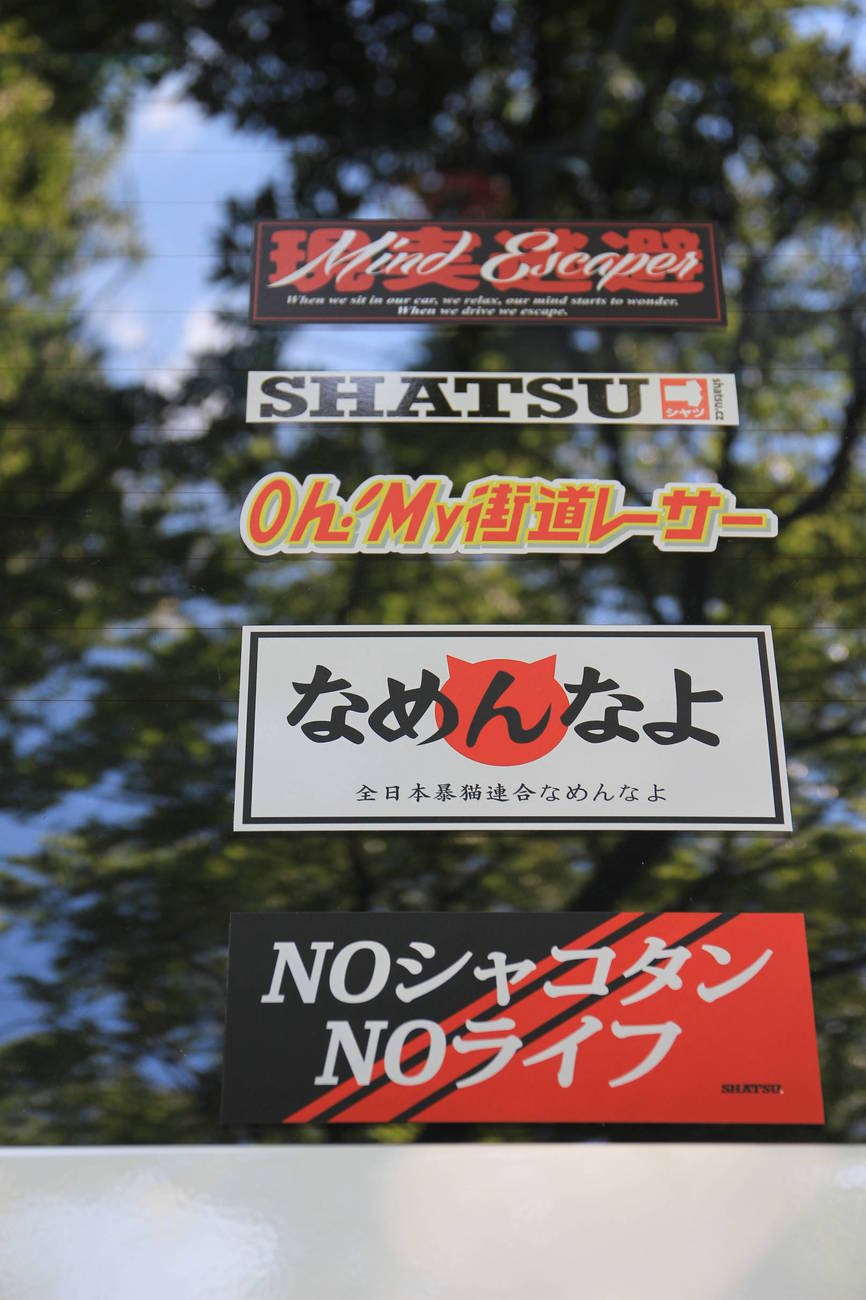 現実逃避
Mind Escaper
When we sit in our car, we relax, our mind starts to wonder.
When we drive we escape.
SHATSU
シャツ
shatsu.cz
Oh!My街道レーサー
なめんなよ
全日本暴猫連合なめんなよ
NOシャコタン
NOライフ
SHATSU